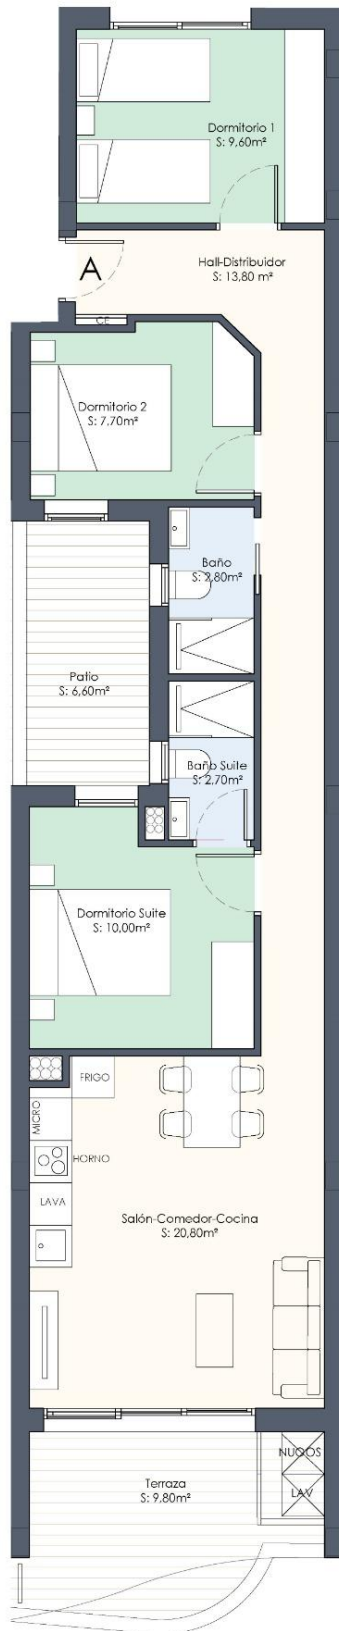 Dormitorio 1
S: 9,60m²
Hall-Distribuidor
S: 13,80 m²
A
CE
Dormitorio 2
S: 7,70m²
Baño
S: 2,80m²
Patio
S: 6,60m²
Baño Suite
S: 2,70m²
Dormitorio Suite
S: 10,00m²
FRIGO
MICRO
HORNO
LAVA
Salón-Comedor-Cocina
S: 20,80m²
Terraza
S: 9,80m²
LAV